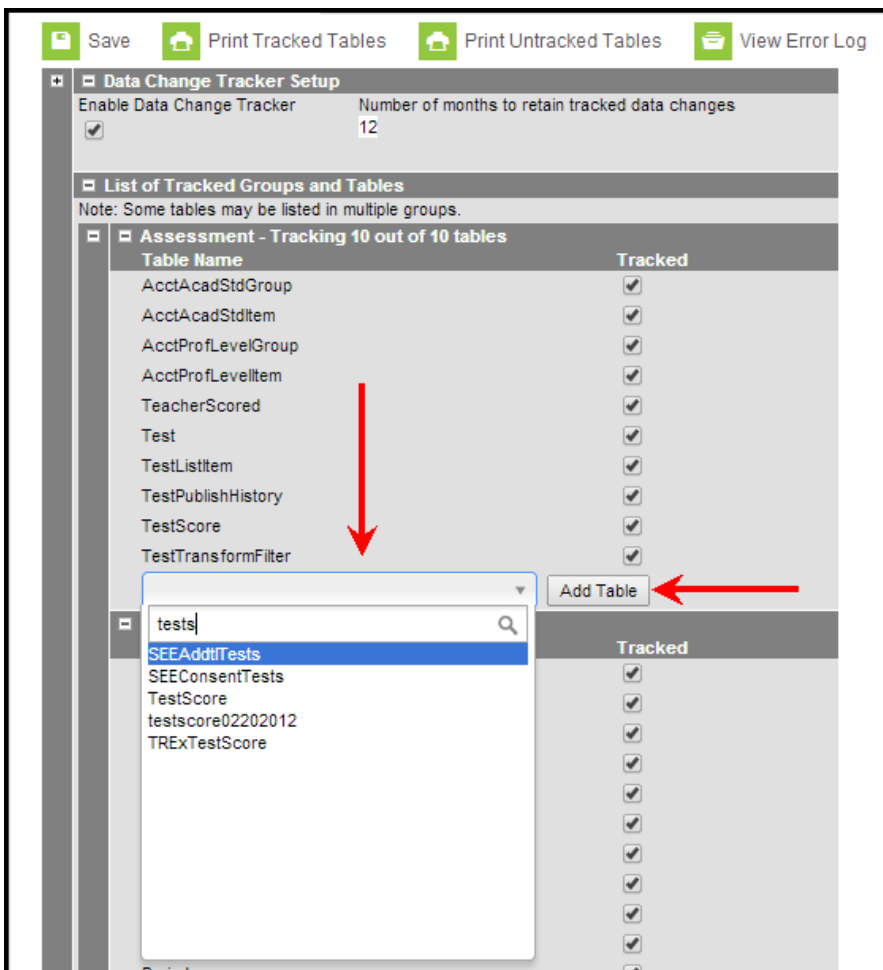 Save Print Tracked Tables Print Untracked Tables View Error Log
Data Change Tracker Setup
Enable Data Change Tracker Number of months to retain tracked data changes
12
List of Tracked Groups and Tables
Note: Some tables may be listed in multiple groups.
Assessment - Tracking 10 out of 10 tables
Table Name Tracked
AcctAcadStdGroup
AcctAcadStdItem
AcctProfLevelGroup
AcctProfLevelItem
TeacherScored
Test
TestListItem
TestPublishHistory
TestScore
TestTransformFilter
Add Table
tests
Tracked
SEEAddtlTests
SEEConsentTests
TestScore
testscore02202012
TRExTestScore